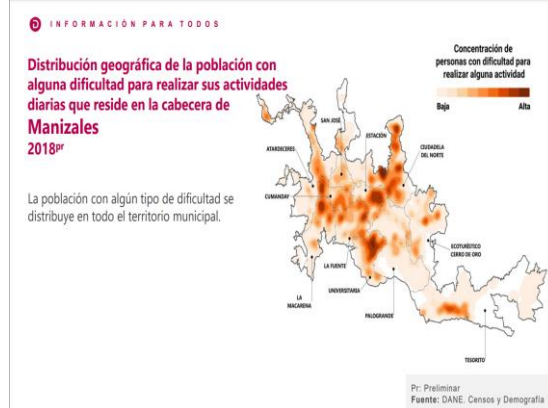 INFORMACIÓN PARA TODOS
Distribución geográfica de la población con
alguna dificultad para realizar sus actividades
diarias que reside en la cabecera de
Manizales
2018pr
La población con algún tipo de dificultad se
distribuye en todo el territorio municipal.
Concentración de
personas con dificultad para
realizar alguna actividad
Baja
Alta
SAN JOSÉ
ESTACIÓN
ATARDECERES
CIUDADELA
DEL NORTE
CUMANDAY
ECOTURÍSTICO
CERRO DE ORO
LA FUENTE
UNIVERSITARIA
LA
MACARENA
PALOGRANDE
TESORITO
Pr: Preliminar
Fuente: DANE. Censos y Demografía